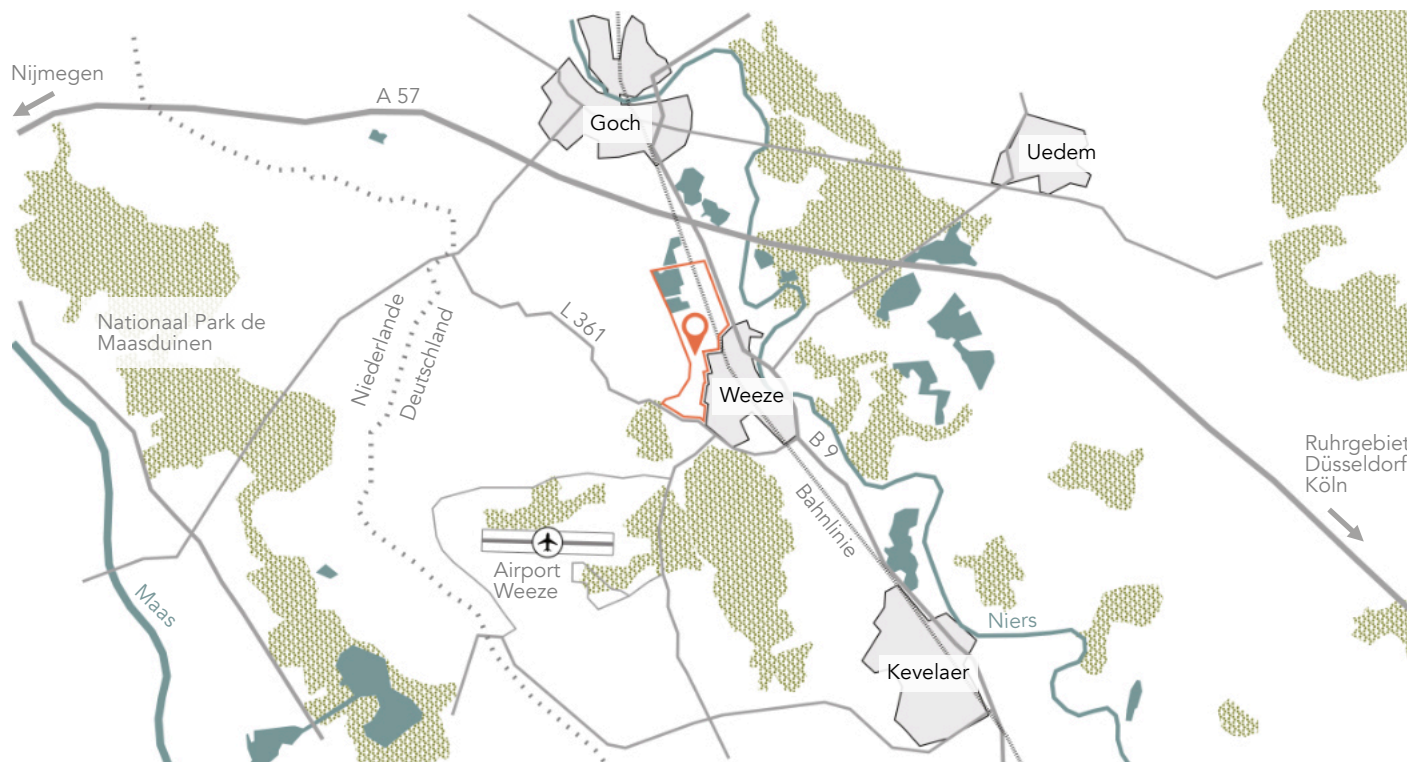 Nijmegen
A 57
Goch
Uedem
Nationaal Park de
Maasduinen
Niederlande
Deutschland
L 361
Weeze
B 9
Bahnlinie
Ruhrgebiet
Düsseldorf
Köln
Airport
Weeze
Maas
Niers
Kevelaer